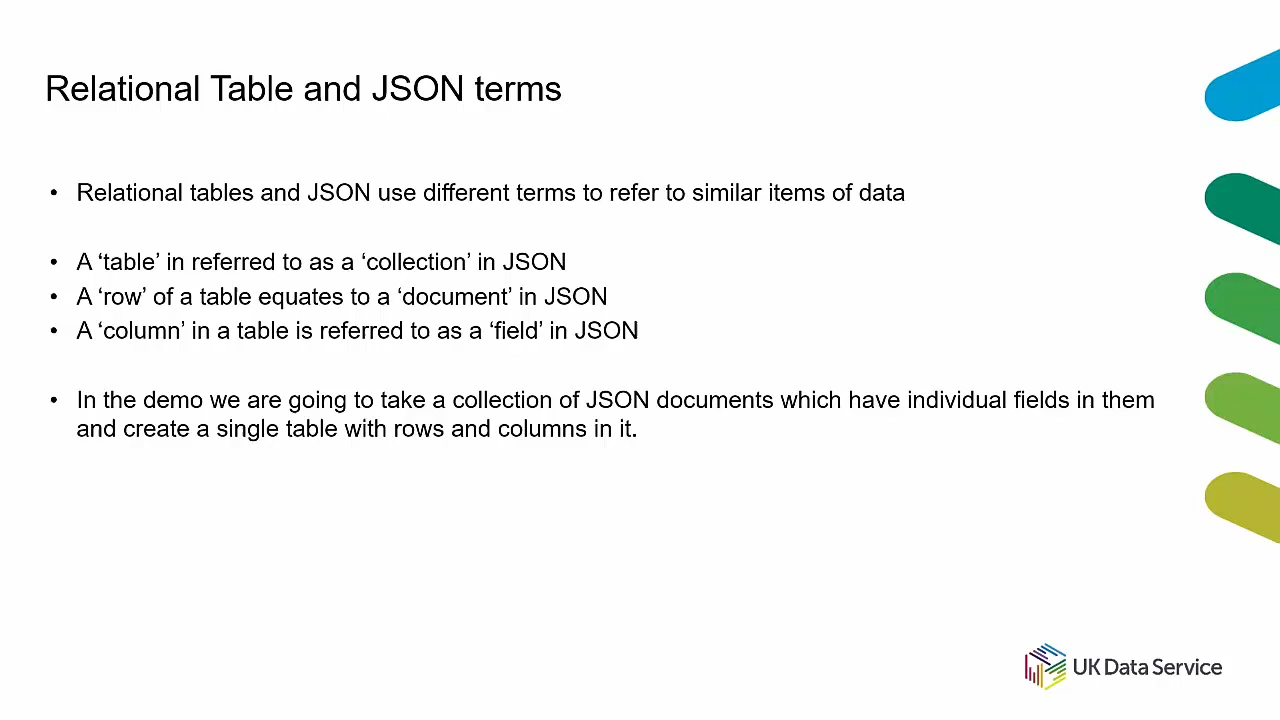 Relational Table and JSON terms
• Relational tables and JSON use different terms to refer to similar items of data
• A ‘table’ in referred to as a ‘collection’ in JSON
• A ‘row’ of a table equates to a ‘document’ in JSON
• A ‘column’ in a table is referred to as a ‘field’ in JSON
• In the demo we are going to take a collection of JSON documents which have individual fields in them
and create a single table with rows and columns in it.
UK Data Service